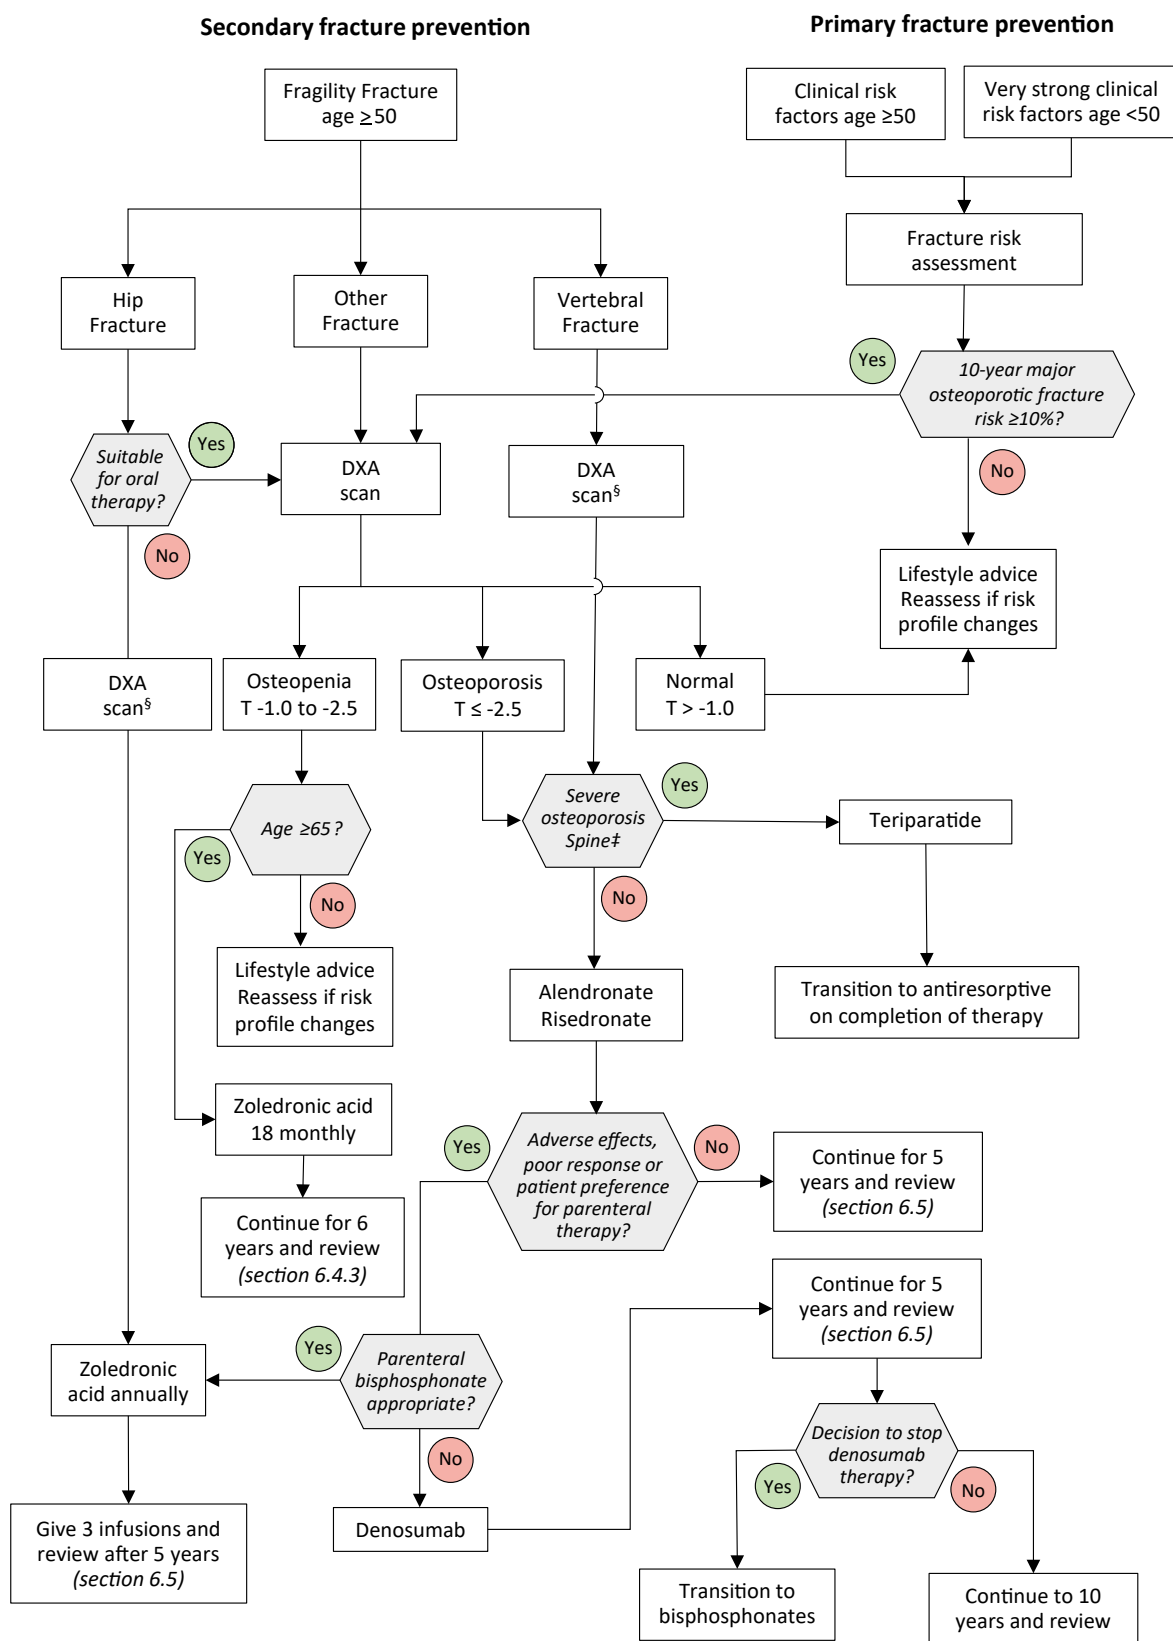 Secondary fracture prevention
Primary fracture prevention
Fragility Fracture
age ≥50
Clinical risk
factors age ≥50
Very strong clinical
risk factors age <50
Fracture risk
assessment
Hip
Fracture
Other
Fracture
Vertebral
Fracture
Yes
10-year major
osteoporotic fracture
risk ≥10%?
Suitable
for oral
therapy?
Yes
DXA
scan
DXA
scan§
No
No
Lifestyle advice
Reassess if risk
profile changes
DXA
scan§
Osteopenia
T -1.0 to -2.5
Osteoporosis
T ≤ -2.5
Normal
T > -1.0
Age ≥65?
Yes
No
Severe
osteoporosis
Spine‡
Yes
No
Teriparatide
Lifestyle advice
Reassess if risk
profile changes
Alendronate
Risedronate
Transition to antiresorptive
on completion of therapy
Zoledronic acid
18 monthly
Yes
Adverse effects,
poor response or
patient preference
for parenteral
therapy?
No
Continue for 5
years and review
(section 6.5)
Continue for 6
years and review
(section 6.4.3)
Continue for 5
years and review
(section 6.5)
Zoledronic
acid annually
Yes
Parenteral
bisphosphonate
appropriate?
No
Decision to stop
denosumab
therapy?
Yes
No
Give 3 infusions and
review after 5 years
(section 6.5)
Denosumab
Transition to
bisphosphonates
Continue to 10
years and review